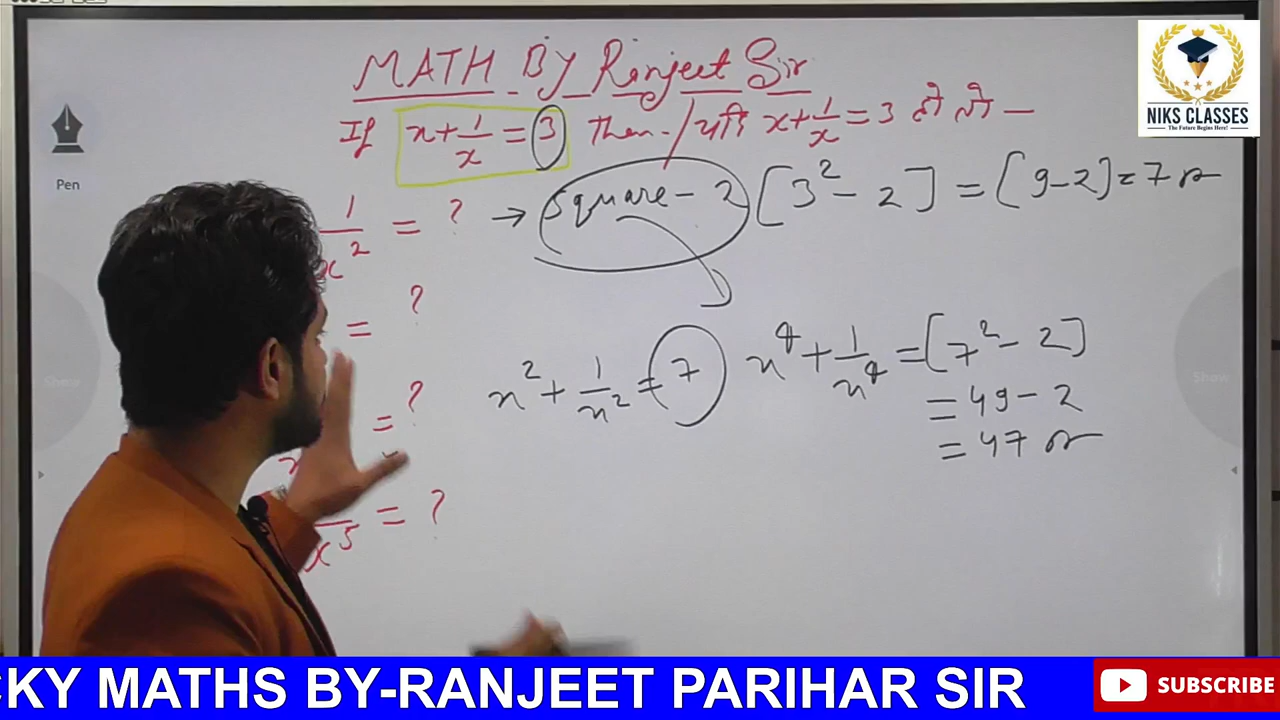 MATH By Ranjeet Sir
If x + 1/x = 3 then / यदि x + 1/x = 3 हो तो —
1/x² = ? → square - 2 [3² - 2] = [9 - 2] = 7
= ?
x² + 1/x² = 7 x⁴ + 1/x⁴ = [7² - 2]
= 49 - 2
= ?
= 47
x⁵ = ?
Pen
Show
NIKS CLASSES
The Future Begins Here!
CKY MATHS BY-RANJEET PARIHAR SIR
SUBSCRIBE